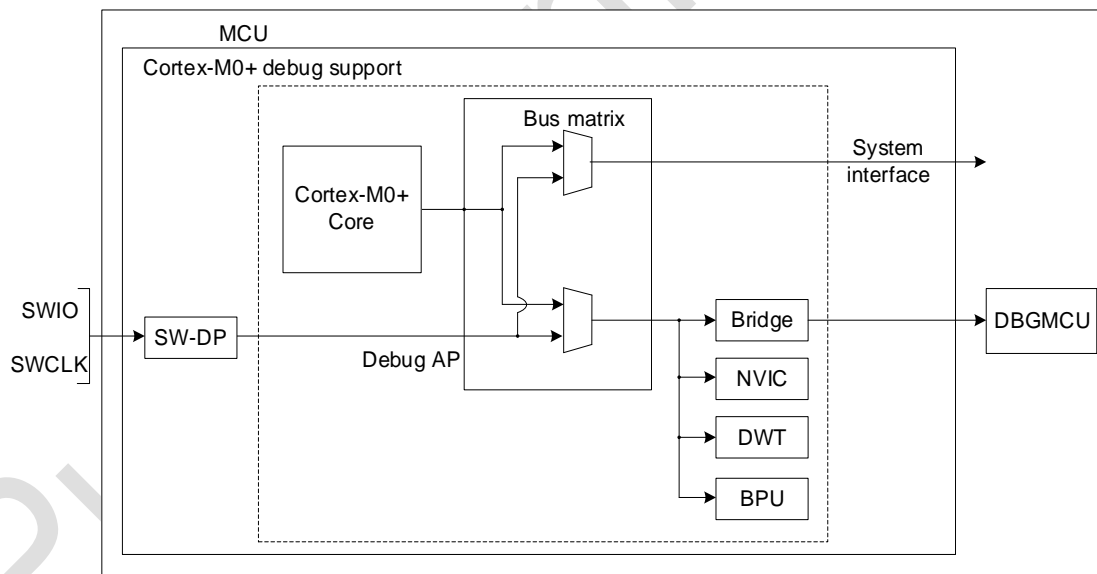 MCU
Cortex-M0+ debug support
Bus matrix
Cortex-M0+
Core
System
interface
SWIO
SWCLK
SW-DP
Debug AP
Bridge
DBGMCU
NVIC
DWT
BPU